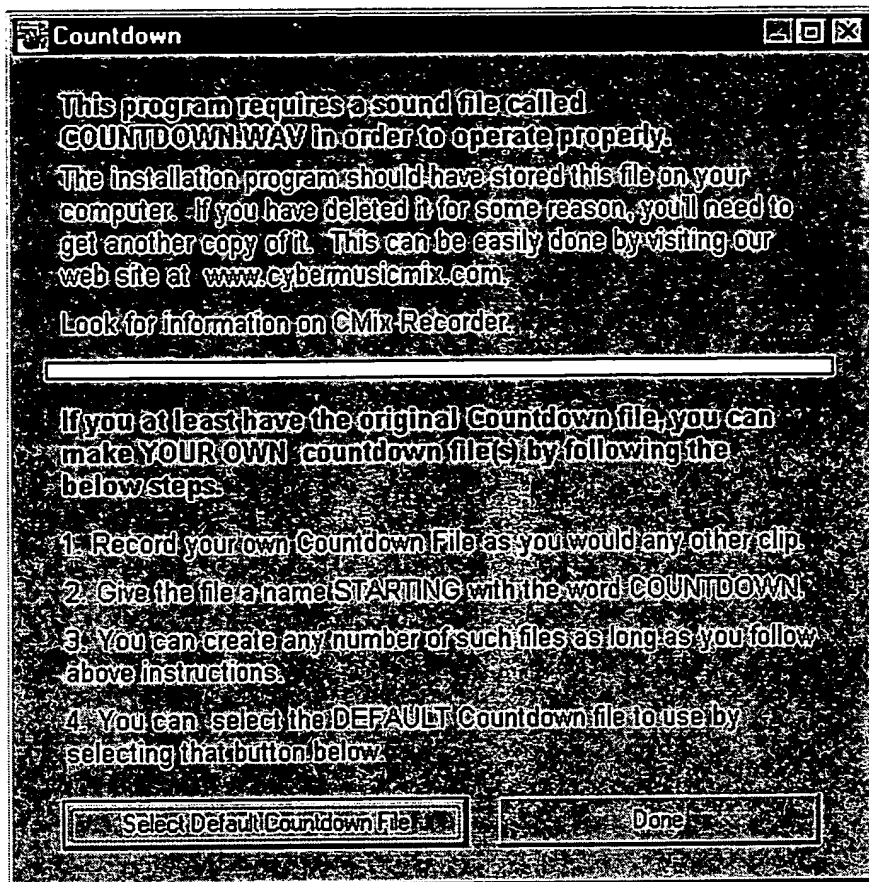 Countdown
This program requires a sound file called
COUNTDOWN.WAV in order to operate properly.
The installation program should have stored this file on your
computer. If you have deleted it for some reason, you'll need to
get another copy of it. This can be easily done by visiting our
web site at www.cybermusicmix.com.
Look for information on CMix Recorder.
If you at least have the original Countdown file, you can
make YOUR OWN countdown file(s) by following the
below steps.
1. Record your own Countdown File as you would any other clip.
2. Give the file a name STARTING with the word COUNTDOWN.
3. You can create any number of such files as long as you follow
above instructions.
4. You can select the DEFAULT Countdown file to use by
selecting that button below.
Select Default Countdown File
Done